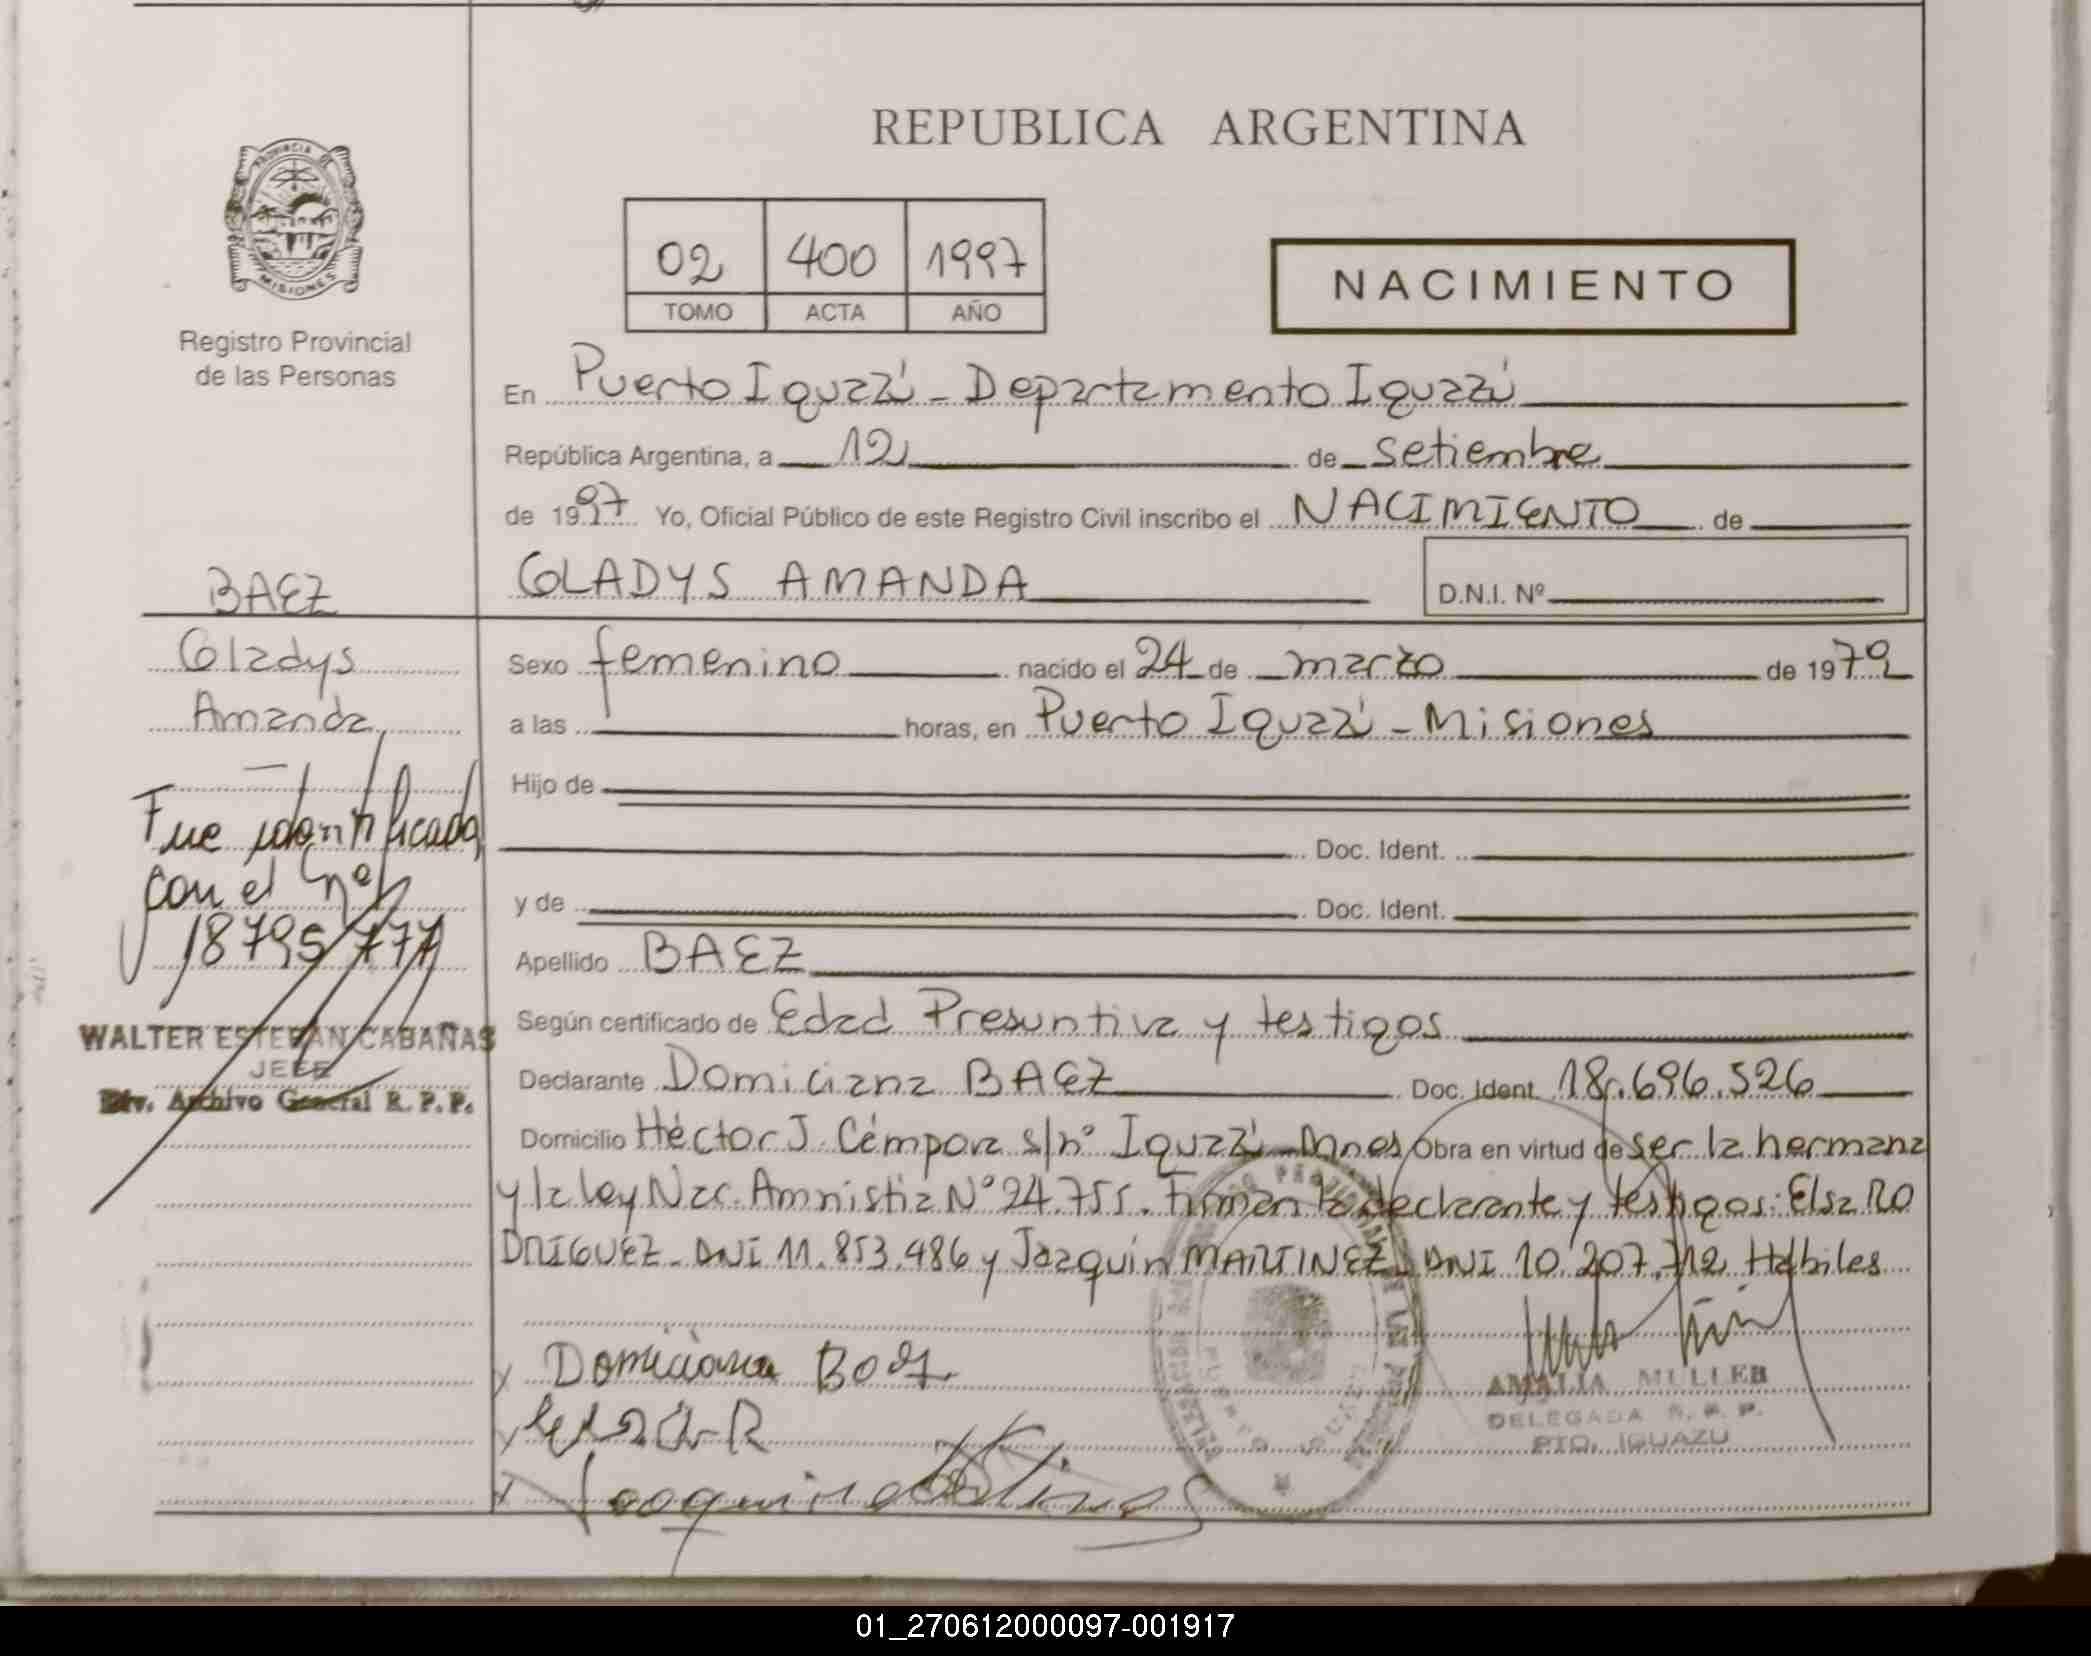 REPUBLICA ARGENTINA
PROVINCIA DE
MISIONES
Registro Provincial
de las Personas
02 400 1997
TOMO ACTA AÑO
NACIMIENTO
En Puerto Iguazú - Departamento Iguazú
República Argentina, a 12 de setiembre
de 1997 Yo, Oficial Público de este Registro Civil inscribo el NACIMIENTO de
GLADYS AMANDA D.N.I. Nº
BAEZ
Gladys
Amanda
Fue identificada
con el nº
18795777
WALTER ESTEBAN CABAÑAS
JEFE
Div. Archivo General R. P. P.
Sexo femenino nacido el 24 de marzo de 1979
a las horas, en Puerto Iguazú - Misiones
Hijo de
Doc. Ident.
y de Doc. Ident.
Apellido BAEZ
Según certificado de Edad Presuntiva y testigos
Declarante Domiciana BAEZ Doc. Ident. 18.696.526
Domicilio Héctor J. Cámpora s/nº Iguazú - Mnes Obra en virtud de ser la hermana
y la ley Nac. Amnistia Nº 24.755. Firman la declarante y testigos: Elsa RO
DRIGUEZ - DNI 11.853.486 y Joaquín MARTINEZ - DNI 10.207.712 Hábiles
Domiciana
Joaquin
AMALIA MULLER
DELEGADA R. P. P.
PTO. IGUAZU
01_270612000097-001917